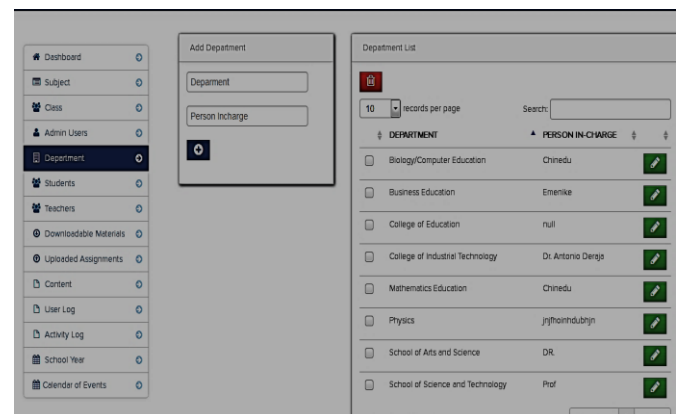 Dashboard
Subject
Class
Admin Users
Department
Students
Teachers
Downloadable Materials
Uploaded Assignments
Content
User Log
Activity Log
School Year
Calendar of Events
Add Department
Deparment
Person Incharge
Department List
10 records per page Search:
DEPARTMENT PERSON IN-CHARGE
Biology/Computer Education Chinedu
Business Education Emenike
College of Education null
College of Industrial Technology Dr. Antonio Deraja
Mathematics Education Chinedu
Physics
School of Arts and Science DR.
School of Science and Technology Prof